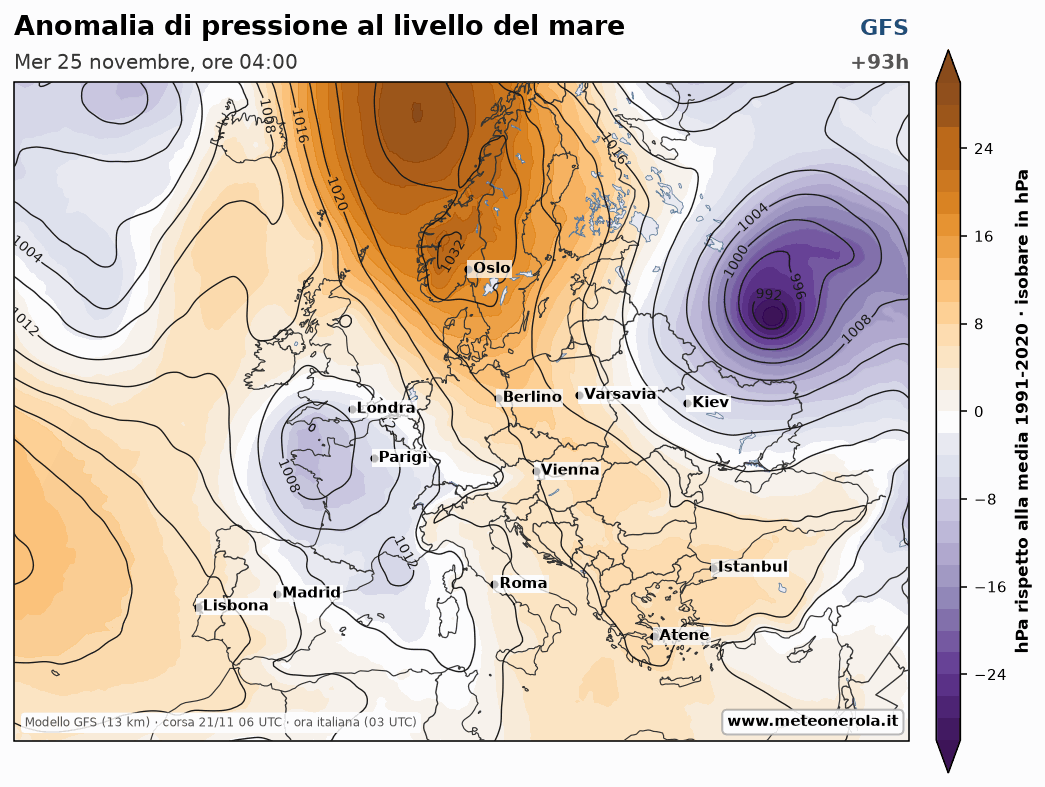 Anomalia di pressione al livello del mare
GFS
Mer 25 novembre, ore 04:00
+93h
1008
1016
1016
1020
1004
1032
Oslo
1004
1000
996
992
1008
1012
Londra
Berlino
Varsavia
Kiev
Parigi
Vienna
1008
Madrid
Lisbona
Roma
Istanbul
Atene
24
16
8
0
−8
−16
−24
hPa rispetto alla media 1991-2020 · isobare in hPa
Modello GFS (13 km) · corsa 21/11 06 UTC · ora italiana (03 UTC)
www.meteonerola.it